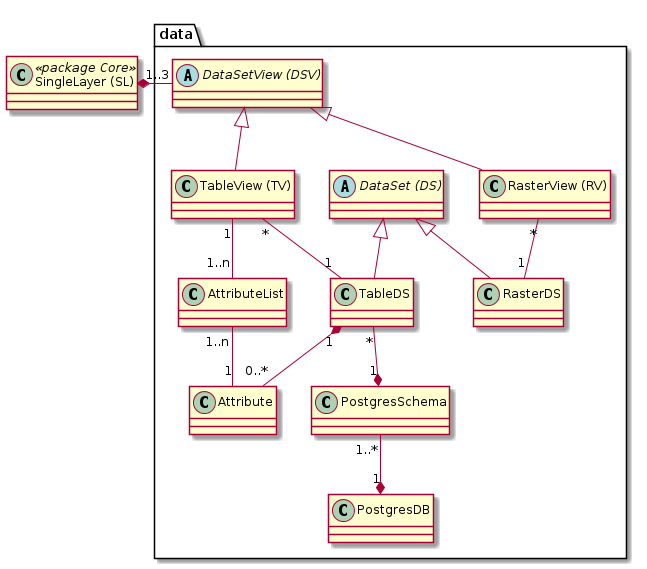 data
«package Core»
C SingleLayer (SL)
1..3
A DataSetView (DSV)
C TableView (TV)
A DataSet (DS)
C RasterView (RV)
1
*
*
1..n
1
1
C AttributeList
C TableDS
C RasterDS
1..n
1
*
1
0..*
1
C Attribute
C PostgresSchema
1..*
1
C PostgresDB